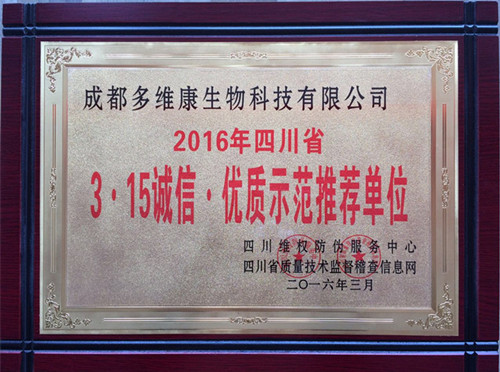 成都多维康生物科技有限公司
2016年四川省
3·15诚信·优质示范推荐单位
四川维权防伪服务中心
四川省质量技术监督稽查信息网
二〇一六年三月